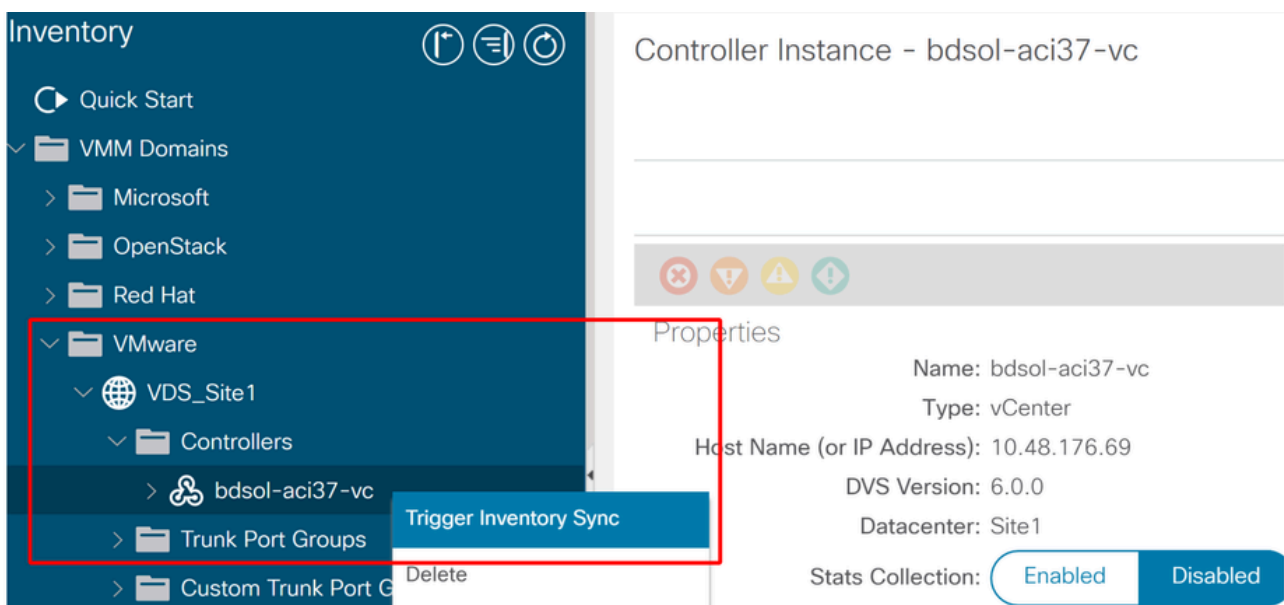 Inventory
Quick Start
VMM Domains
Microsoft
OpenStack
Red Hat
VMware
VDS_Site1
Controllers
bdsol-aci37-vc
Trunk Port Groups
Custom Trunk Port G
Trigger Inventory Sync
Delete
Controller Instance - bdsol-aci37-vc
Properties
Name: bdsol-aci37-vc
Type: vCenter
Host Name (or IP Address): 10.48.176.69
DVS Version: 6.0.0
Datacenter: Site1
Stats Collection: Enabled Disabled